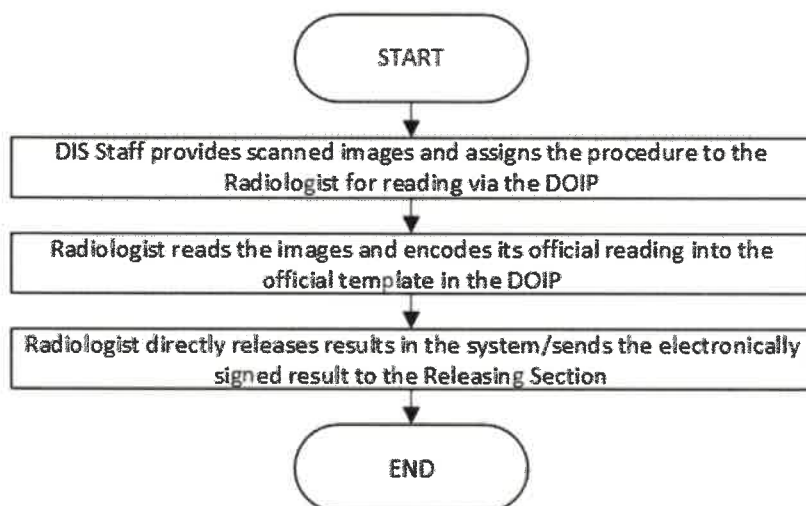 START
DIS Staff provides scanned images and assigns the procedure to the
Radiologist for reading via the DOIP
Radiologist reads the images and encodes its official reading into the
official template in the DOIP
Radiologist directly releases results in the system/sends the electronically
signed result to the Releasing Section
END